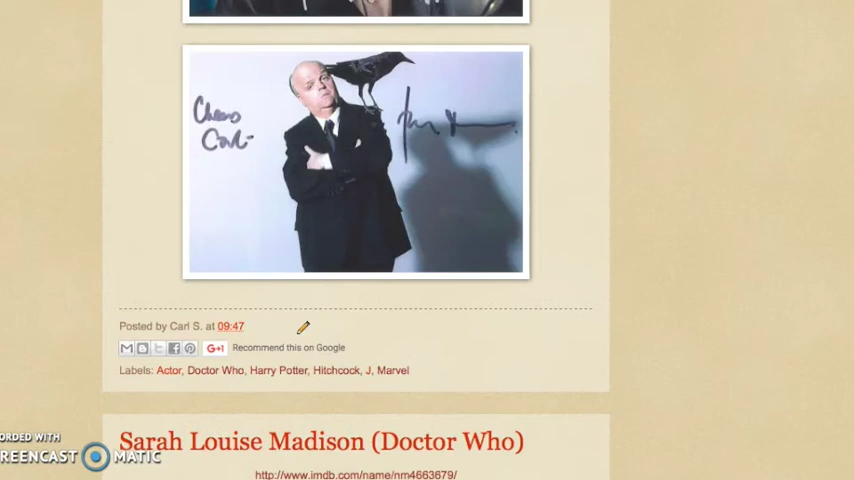 Cheers
Carl -
Posted by Carl S. at 09:47
G+1 Recommend this on Google
Labels: Actor, Doctor Who, Harry Potter, Hitchcock, J, Marvel
Sarah Louise Madison (Doctor Who)
http://www.imdb.com/name/nm4663679/
ORDED WITH
REENCAST MATIC